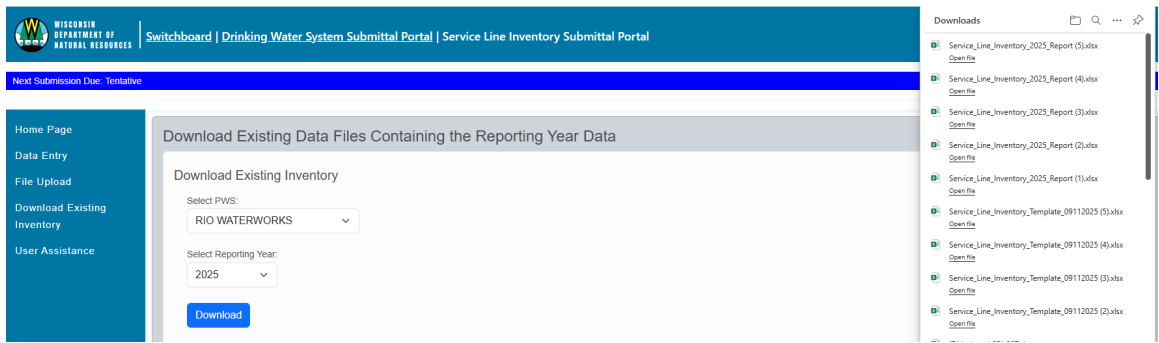 WISCONSIN
DEPARTMENT OF
NATURAL RESOURCES
Switchboard | Drinking Water System Submittal Portal | Service Line Inventory Submittal Portal
Next Submission Due: Tentative
Home Page
Data Entry
File Upload
Download Existing
Inventory
User Assistance
Download Existing Data Files Containing the Reporting Year Data
Download Existing Inventory
Select PWS:
RIO WATERWORKS
Select Reporting Year:
2025
Download
Downloads
Service_Line_Inventory_2025_Report (5).xlsx
Open file
Service_Line_Inventory_2025_Report (4).xlsx
Open file
Service_Line_Inventory_2025_Report (3).xlsx
Open file
Service_Line_Inventory_2025_Report (2).xlsx
Open file
Service_Line_Inventory_2025_Report (1).xlsx
Open file
Service_Line_Inventory_Template_09112025 (5).xlsx
Open file
Service_Line_Inventory_Template_09112025 (4).xlsx
Open file
Service_Line_Inventory_Template_09112025 (3).xlsx
Open file
Service_Line_Inventory_Template_09112025 (2).xlsx
Open file